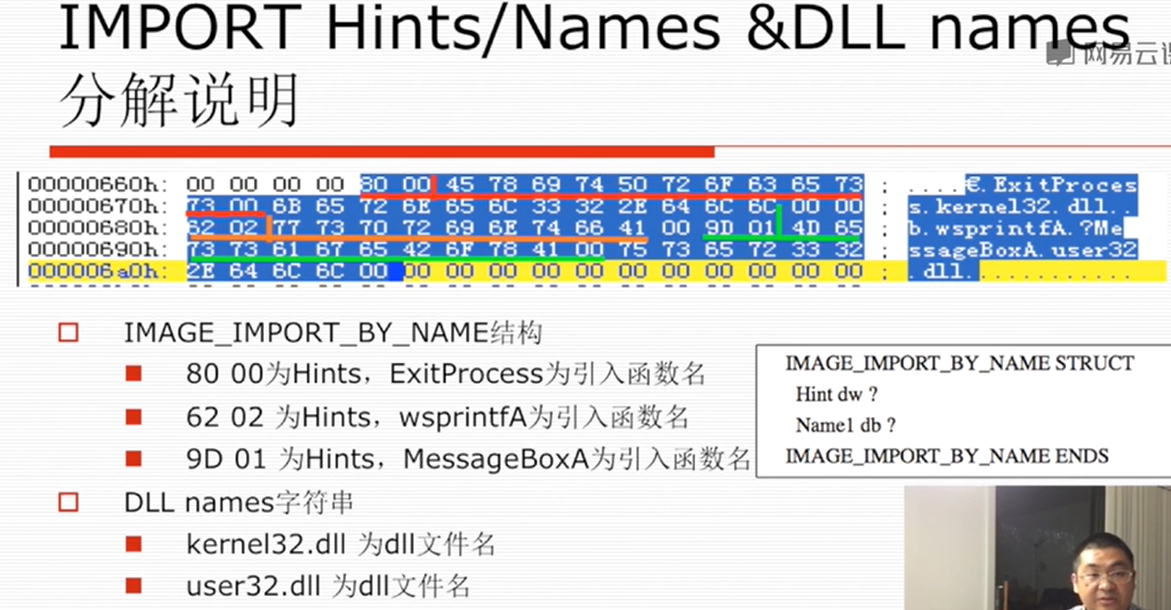 IMPORT Hints/Names &DLL names
网易云课
分解说明
00000660h: 00 00 00 00 80 00 45 78 69 74 50 72 6F 63 65 73 ; ....€.ExitProces
00000670h: 73 00 6B 65 72 6E 65 6C 33 32 2E 64 6C 6C 00 00 ; s.kernel32.dll..
00000680h: 62 02 77 73 70 72 69 6E 74 66 41 00 9D 01 4D 65 ; b.wsprintfA.?Me
00000690h: 73 73 61 67 65 42 6F 78 41 00 75 73 65 72 33 32 ; ssageBoxA.user32
000006a0h: 2E 64 6C 6C 00 00 00 00 00 00 00 00 00 00 00 00 ; .dll............
IMAGE_IMPORT_BY_NAME结构
80 00为Hints，ExitProcess为引入函数名
62 02 为Hints，wsprintfA为引入函数名
9D 01 为Hints，MessageBoxA为引入函数名
IMAGE_IMPORT_BY_NAME STRUCT
Hint dw ?
Name1 db ?
IMAGE_IMPORT_BY_NAME ENDS
DLL names字符串
kernel32.dll 为dll文件名
user32.dll 为dll文件名